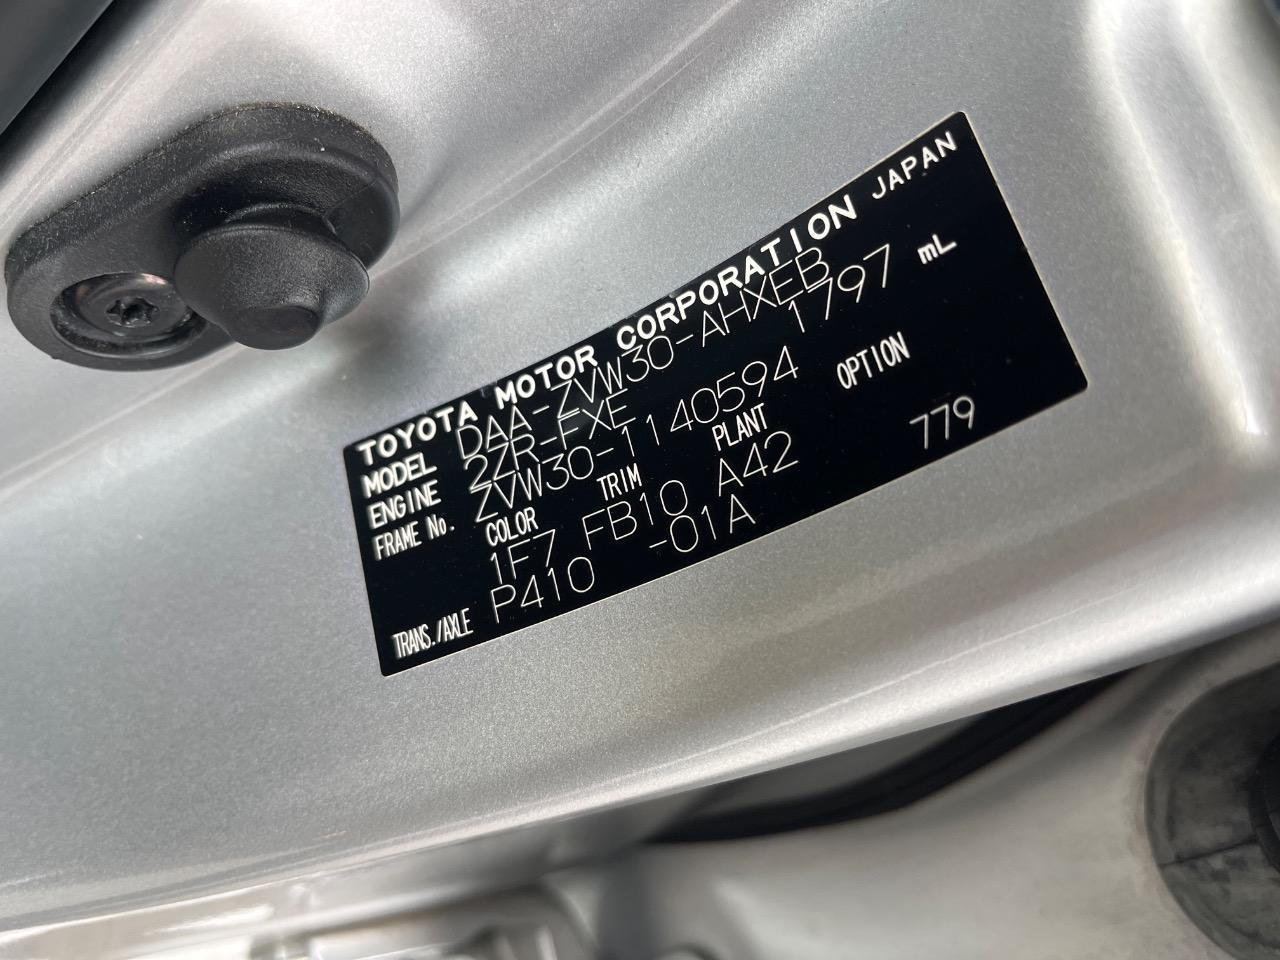 TOYOTA MOTOR CORPORATION JAPAN
MODEL DAA-ZVW30-AHXEB
ENGINE 2ZR-FXE 1797 mL
FRAME No. ZVW30-1140594
COLOR TRIM PLANT OPTION
1F7 FB10 A42 779
TRANS./AXLE P410 -01A